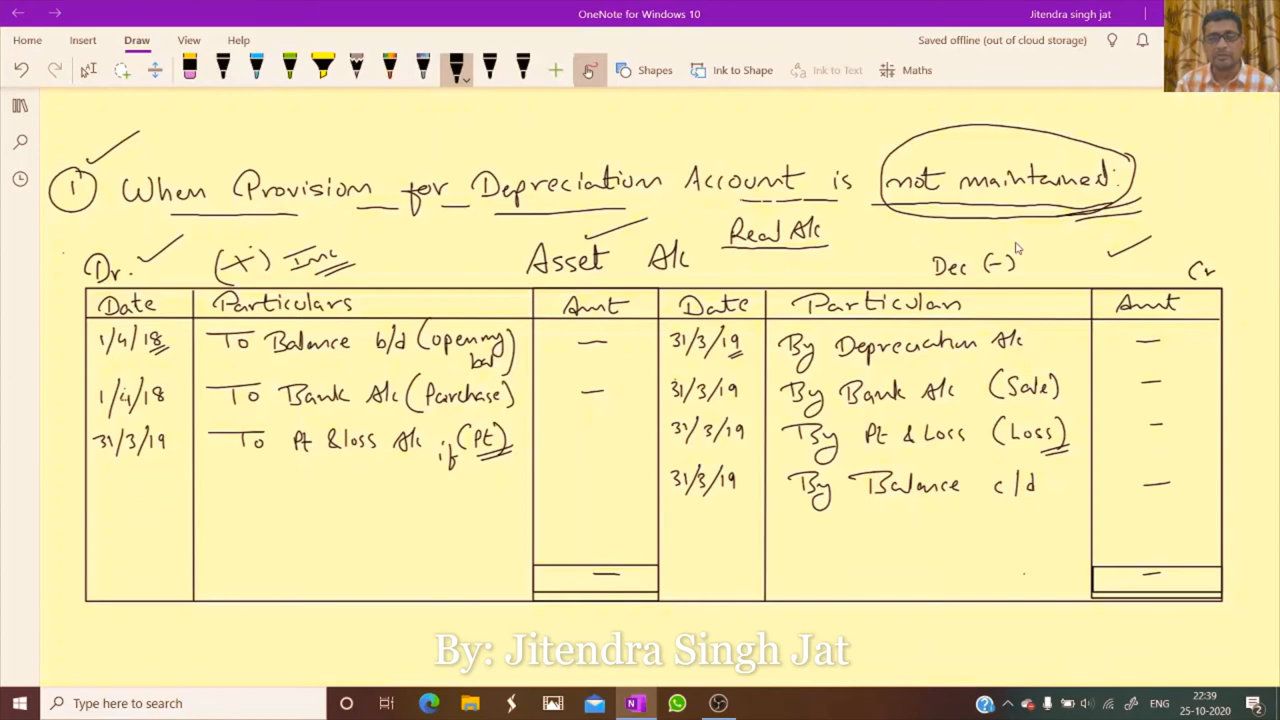 OneNote for Windows 10
Jitendra singh jat
Home Insert Draw View Help
Saved offline (out of cloud storage)
Shapes Ink to Shape Ink to Text Maths
1 When Provision for Depreciation Account is not maintained.
Real A/c
Dr. (+) Inc Asset A/c Dec (-) Cr
Date Particulars Amt Date Particulars Amt
1/4/18 To Balance b/d (opening bal) — 31/3/19 By Depreciation A/c —
1/4/18 To Bank A/c (Purchase) — 31/3/19 By Bank A/c (Sale) —
31/3/19 To Pt & loss A/c if (Pt) 31/3/19 By Pt & Loss (Loss) -
31/3/19 By Balance c/d —
— —
By: Jitendra Singh Jat
Type here to search
ENG
22:39
25-10-2020
2